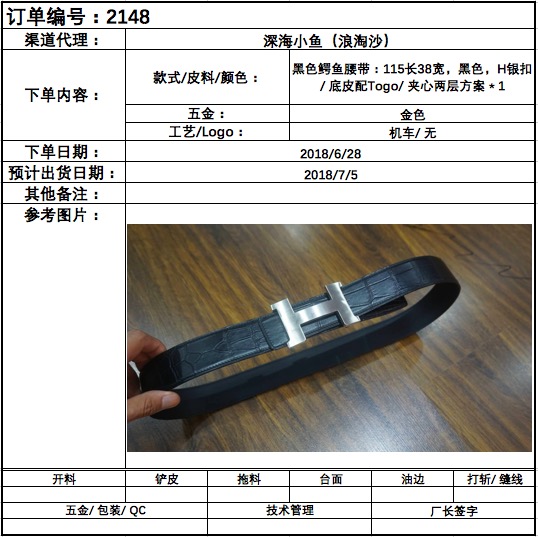 订单编号：2148
渠道代理： 深海小鱼（浪淘沙）
下单内容： 款式/皮料/颜色： 黑色鳄鱼腰带：115长38宽，黑色，H银扣
/ 底皮配Togo/ 夹心两层方案 * 1
五金： 金色
工艺/Logo： 机车/ 无
下单日期： 2018/6/28
预计出货日期： 2018/7/5
其他备注：
参考图片：
开料 铲皮 拖料 台面 油边 打斩/ 缝线
五金/ 包装/ QC 技术管理 厂长签字